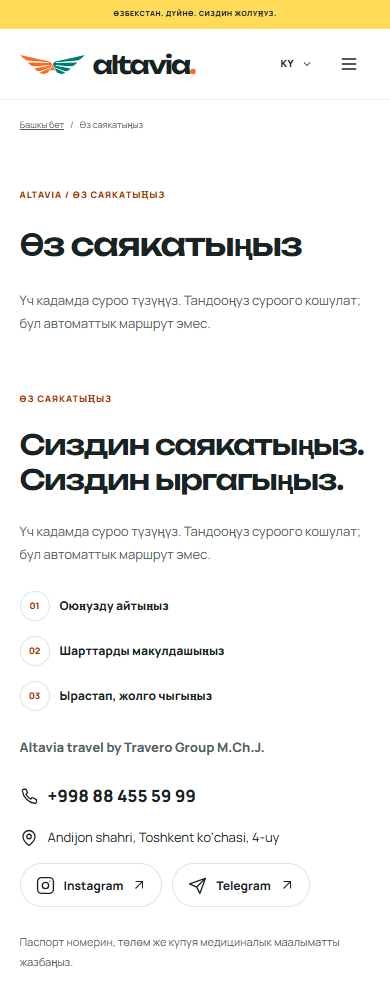 ӨЗБЕКСТАН. ДҮЙНӨ. СИЗДИН ЖОЛУҢУЗ.
altavia.
KY
Башкы бет / Өз саякатыңыз
ALTAVIA / ӨЗ САЯКАТЫҢЫЗ
Өз саякатыңыз
Үч кадамда суроо түзүңүз. Тандооңуз суроого кошулат;
бул автоматтык маршрут эмес.
ӨЗ САЯКАТЫҢЫЗ
Сиздин саякатыңыз.
Сиздин ыргагыңыз.
Үч кадамда суроо түзүңүз. Тандооңуз суроого кошулат;
бул автоматтык маршрут эмес.
01 Оюңузду айтыңыз
02 Шарттарды макулдашыңыз
03 Ырастап, жолго чыгыңыз
Altavia travel by Travero Group M.Ch.J.
+998 88 455 59 99
Andijon shahri, Toshkent ko‘chasi, 4-uy
Instagram Telegram
Паспорт номерин, төлөм же купуя медициналык маалыматты
жазбаңыз.